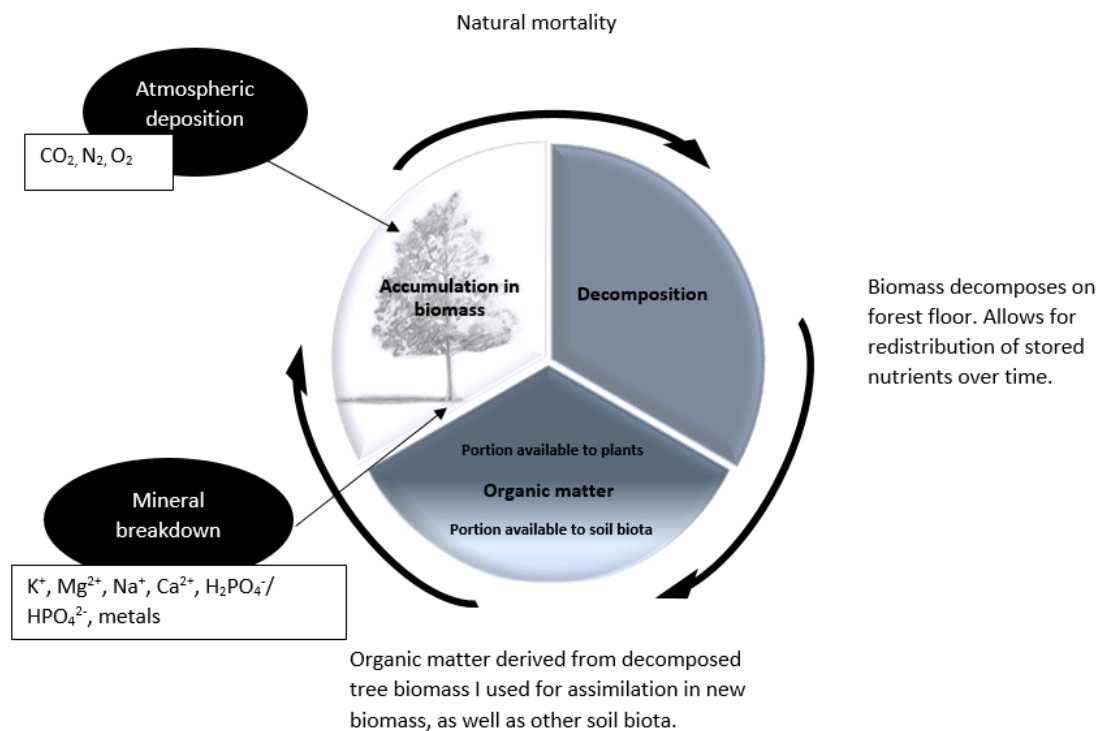 Natural mortality
Atmospheric
deposition
CO₂, N₂, O₂
Accumulation in
biomass
Decomposition
Biomass decomposes on
forest floor. Allows for
redistribution of stored
nutrients over time.
Portion available to plants
Organic matter
Portion available to soil biota
Mineral
breakdown
K⁺, Mg²⁺, Na⁺, Ca²⁺, H₂PO₄⁻/
HPO₄²⁻, metals
Organic matter derived from decomposed
tree biomass I used for assimilation in new
biomass, as well as other soil biota.